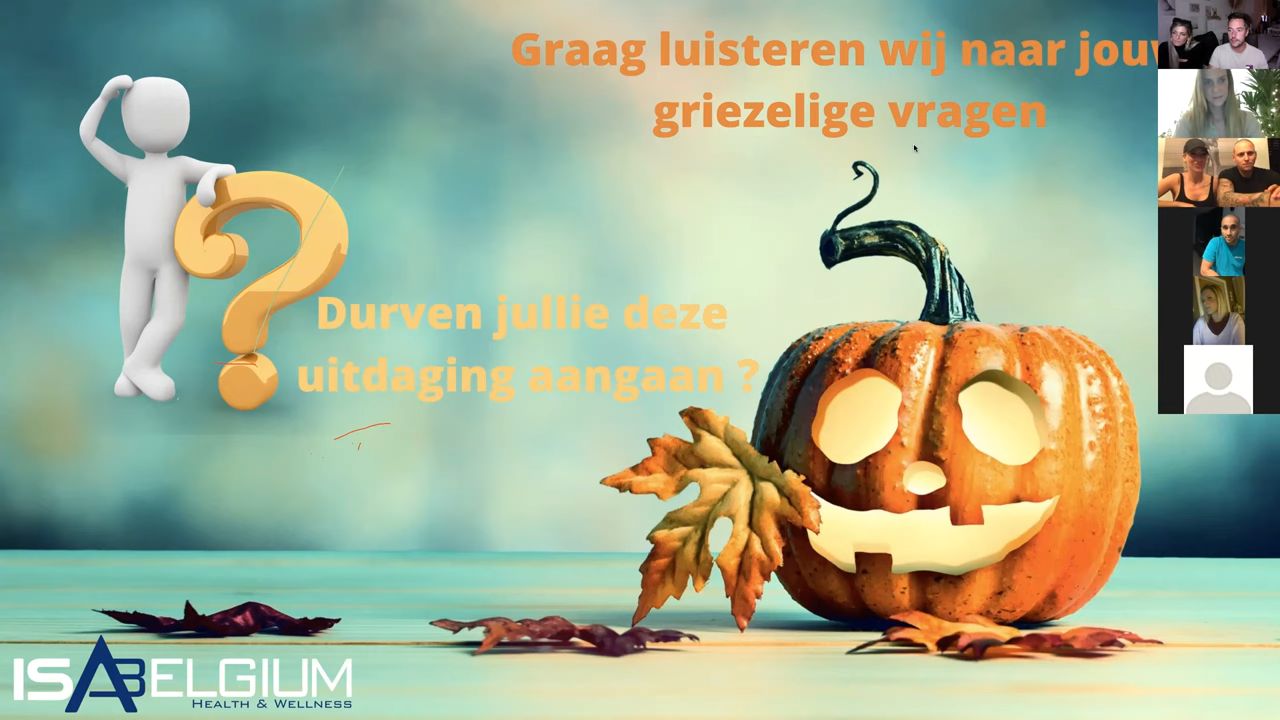 Graag luisteren wij naar jouw
griezelige vragen
Durven jullie deze
uitdaging aangaan ?
ISABELGIUM
HEALTH & WELLNESS